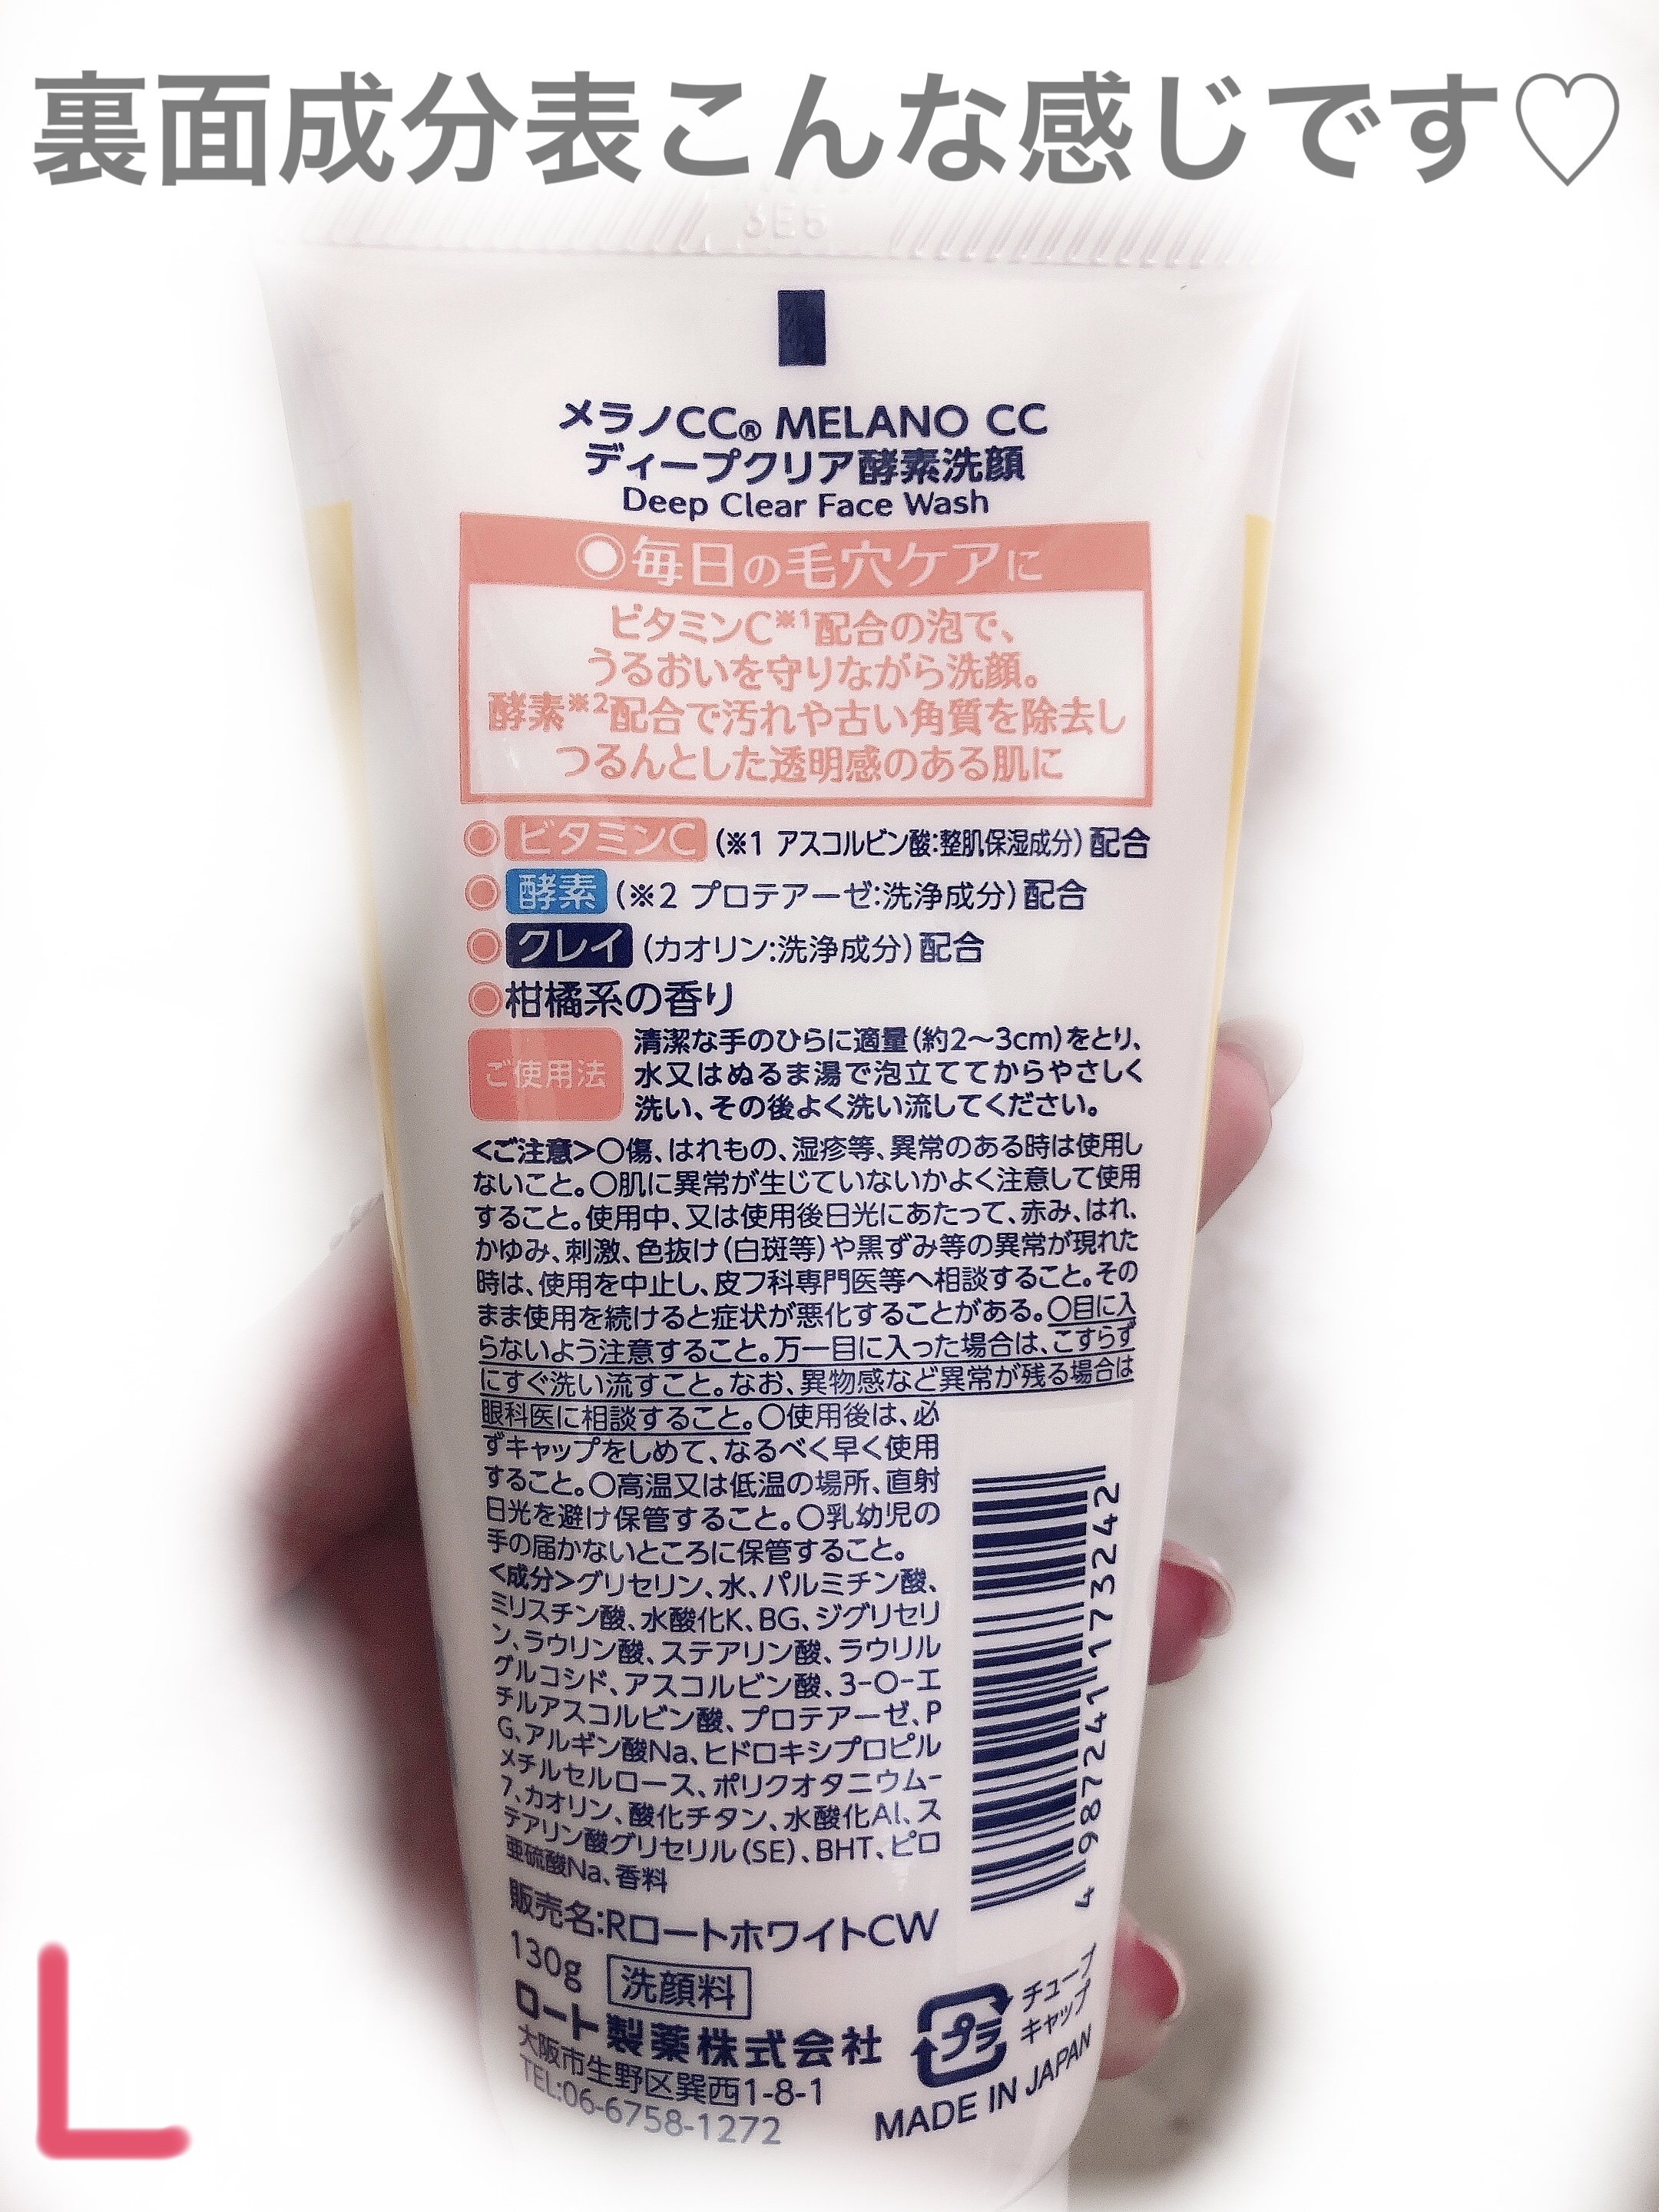 裏面成分表こんな感じです♡
3E5
メラノCC® MELANO CC
ディープクリア酵素洗顔
Deep Clear Face Wash
◉毎日の毛穴ケアに
ビタミンC※1配合の泡で、
うるおいを守りながら洗顔。
酵素※2配合で汚れや古い角質を除去し
つるんとした透明感のある肌に
◎ビタミンC(※1 アスコルビン酸:整肌保湿成分)配合
◎酵素(※2 プロテアーゼ:洗浄成分)配合
◎クレイ(カオリン:洗浄成分)配合
◎柑橘系の香り
ご使用法
清潔な手のひらに適量(約2〜3cm)をとり、
水又はぬるま湯で泡立ててからやさしく
洗い、その後よく洗い流してください。
<ご注意>〇傷、はれもの、湿疹等、異常のある時は使用し
ないこと。〇肌に異常が生じていないかよく注意して使用
すること。使用中、又は使用後日光にあたって、赤み、はれ、
かゆみ、刺激、色抜け(白斑等)や黒ずみ等の異常が現れた
時は、使用を中止し、皮フ科専門医等へ相談すること。その
まま使用を続けると症状が悪化することがある。〇目に入
らないよう注意すること。万一目に入った場合は、こすらず
にすぐ洗い流すこと。なお、異物感など異常が残る場合は
眼科医に相談すること。〇使用後は、必
ずキャップをしめて、なるべく早く使用
すること。〇高温又は低温の場所、直射
日光を避け保管すること。〇乳幼児の
手の届かないところに保管すること。
<成分>グリセリン、水、パルミチン酸、
ミリスチン酸、水酸化K、BG、ジグリセリ
ン、ラウリン酸、ステアリン酸、ラウリル
グルコシド、アスコルビン酸、3-O-エ
チルアスコルビン酸、プロテアーゼ、P
G、アルギン酸Na、ヒドロキシプロピル
メチルセルロース、ポリクオタニウム-
7、カオリン、酸化チタン、水酸化Al、ス
テアリン酸グリセリル(SE)、BHT、ピロ
亜硫酸Na、香料
4 987241 173242
販売名:RロートホワイトCW
130g 洗顔料
ロート製薬株式会社
大阪市生野区巽西1-8-1
TEL:06-6758-1272
プラ
チューブ
キャップ
MADE IN JAPAN